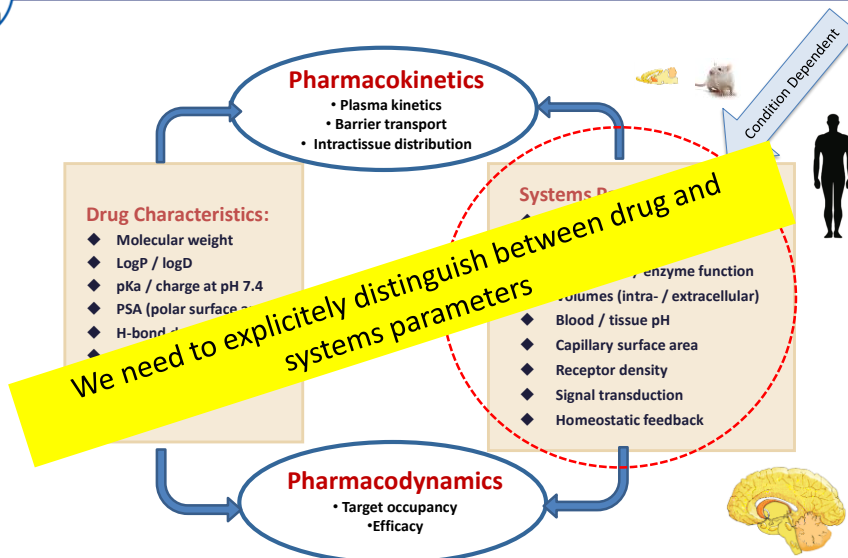 Pharmacokinetics
• Plasma kinetics
• Barrier transport
• Intractissue distribution
Condition Dependent
Drug Characteristics:
◆ Molecular weight
◆ LogP / logD
◆ pKa / charge at pH 7.4
◆ PSA (polar surface
◆ H-bond
Systems
enzyme function
◆ Volumes (intra- / extracellular)
◆ Blood / tissue pH
◆ Capillary surface area
◆ Receptor density
◆ Signal transduction
◆ Homeostatic feedback
We need to explicitely distinguish between drug and
systems parameters
Pharmacodynamics
• Target occupancy
•Efficacy